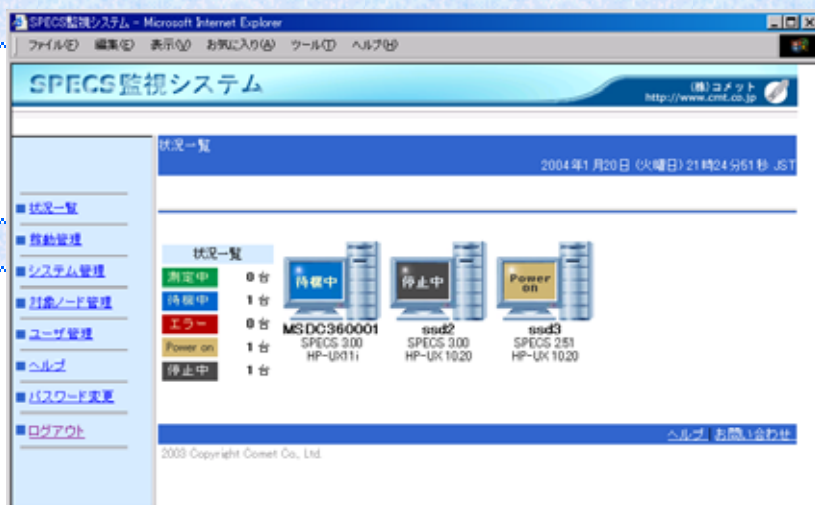 SPECS監視システム - Microsoft Internet Explorer
ファイル(F) 編集(E) 表示(V) お気に入り(A) ツール(T) ヘルプ(H)
SPECS監視システム
(株)コメット
http://www.cmt.co.jp
状況一覧
2004年1月20日 (火曜日) 21時24分51秒 JST
状況一覧
稼動管理
システム管理
対象ノード管理
ユーザ管理
ヘルプ
パスワード変更
ログアウト
状況一覧
測定中 0台
待機中 1台
エラー 0台
Power on 1台
停止中 1台
待機中
MSDC360001
SPECS 3.00
HP-UX11i
停止中
ssd2
SPECS 3.00
HP-UX 10.20
Power on
ssd3
SPECS 2.51
HP-UX 10.20
ヘルプ | お問い合わせ
2003 Copyright Comet Co., Ltd.